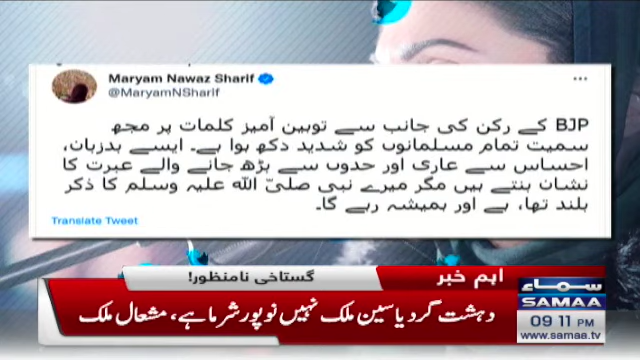 Maryam Nawaz Sharif
@MaryamNSharif
BJP کے رکن کی جانب سے توہین آمیز کلمات پر مجھ
سمیت تمام مسلمانوں کو شدید دکھ ہوا ہے۔ ایسے بدزبان،
احساس سے عاری اور حدوں سے بڑھ جانے والے عبرت کا
نشان بنتے ہیں مگر میرے نبی صلیّ اللہ علیہ وسلم کا ذکر
بلند تھا، ہے اور ہمیشہ رہے گا۔
Translate Tweet
اہم خبر
گستاخی نامنظور!
دہشت گرد یاسین ملک نہیں نوپور شرما ہے، مشعال ملک
سماء
SAMAA
09 11 PM
www.samaa.tv